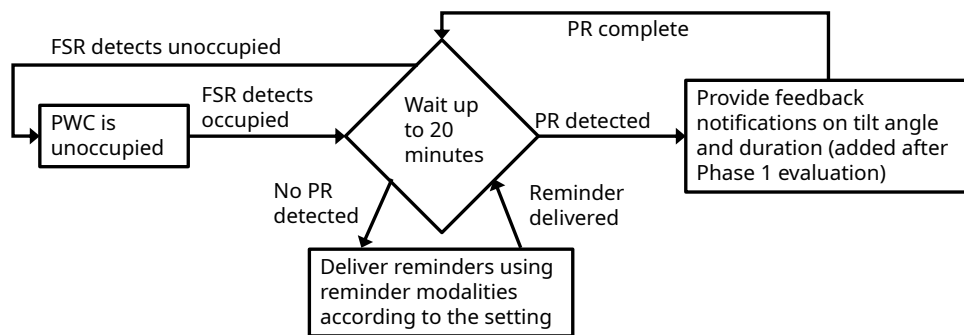 PR complete
FSR detects unoccupied
FSR detects
occupied
PWC is
unoccupied
Wait up
to 20
minutes
PR detected
Provide feedback
notifications on tilt angle
and duration (added after
Phase 1 evaluation)
No PR
detected
Reminder
delivered
Deliver reminders using
reminder modalities
according to the setting